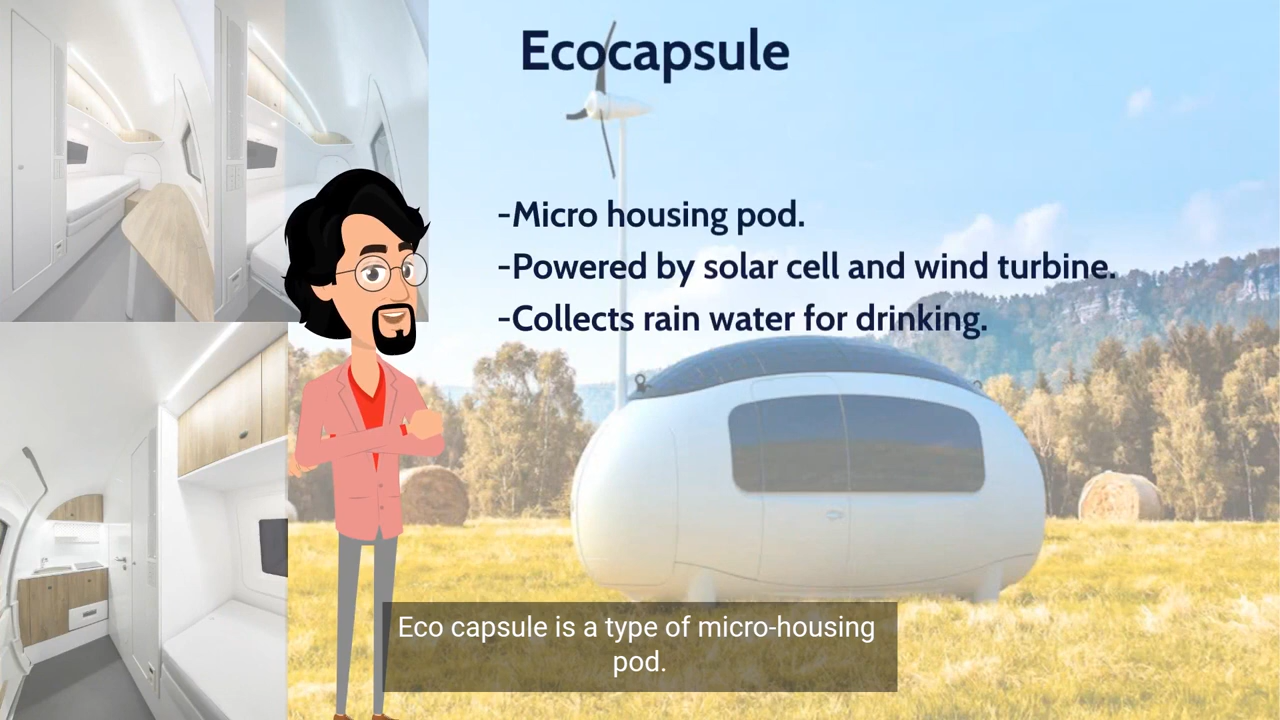 Ecocapsule
-Micro housing pod.
-Powered by solar cell and wind turbine.
-Collects rain water for drinking.
Eco capsule is a type of micro-housing
pod.